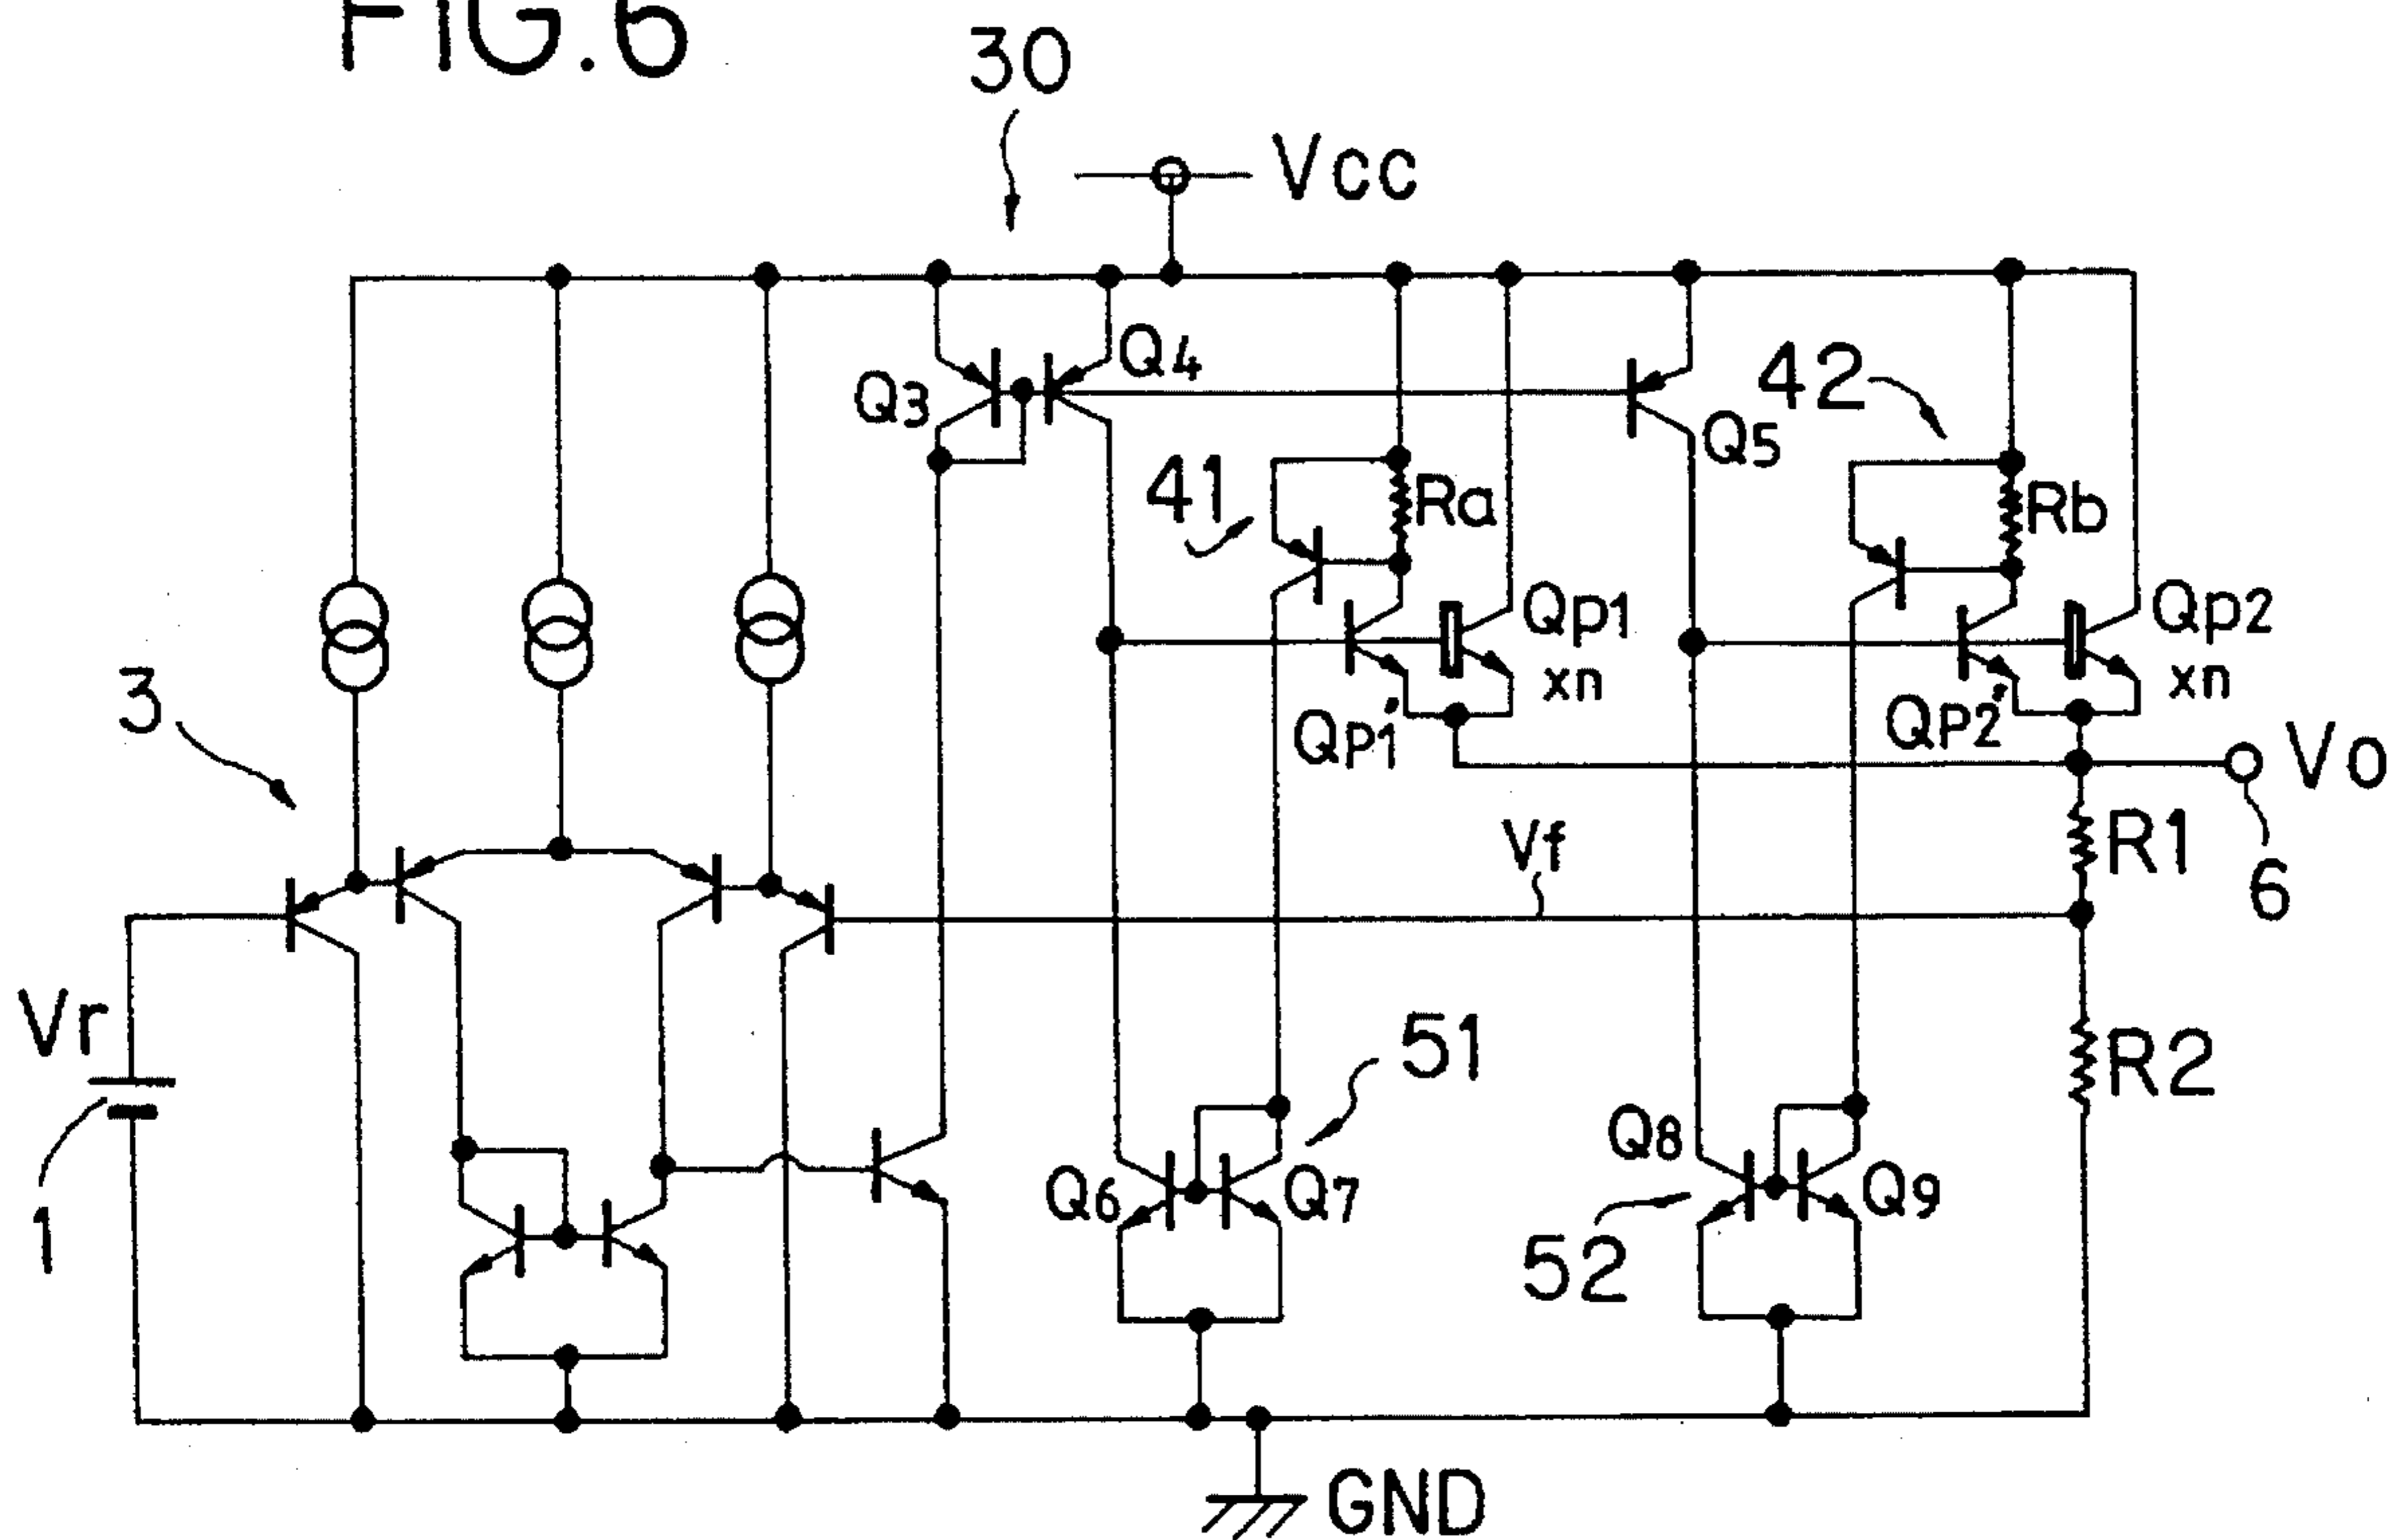 FIG.6
30
Vcc
Q4
Q3
42
Q5
41
Ra
Rb
Qp1
xn
Qp2
xn
3
Qp1'
Qp2'
Vo
Vf
R1
6
Vr
51
R2
Q8
Q6
Q7
Q9
1
52
GND